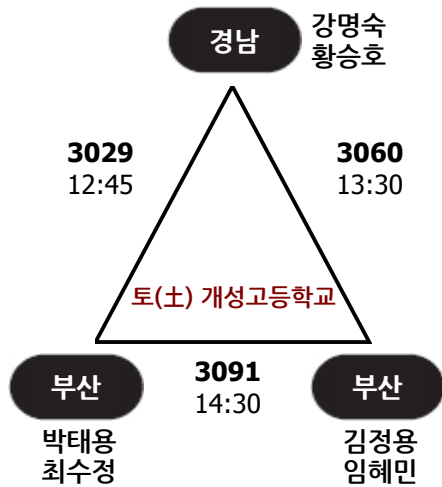 경남
강명숙
황승호
3029
12:45
3060
13:30
토(土) 개성고등학교
부산
3091
14:30
부산
박태용
최수정
김정용
임혜민